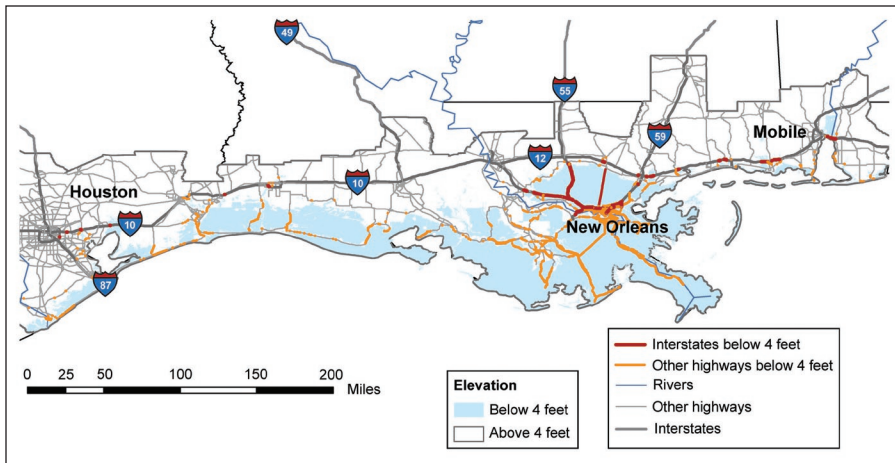 49
55
59
Mobile
12
Houston
10
10
New Orleans
87
0 25 50 100 150 200
Miles
Elevation
Below 4 feet
Above 4 feet
Interstates below 4 feet
Other highways below 4 feet
Rivers
Other highways
Interstates